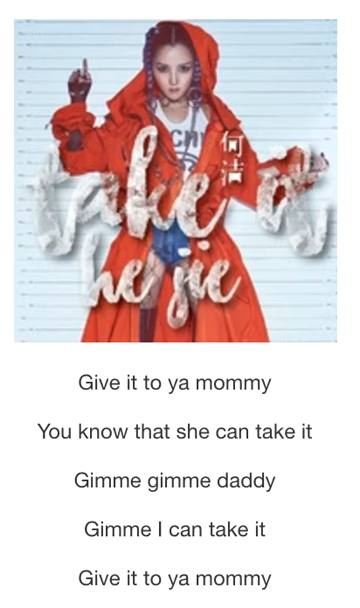 何洁
take it
he jie
Give it to ya mommy
You know that she can take it
Gimme gimme daddy
Gimme I can take it
Give it to ya mommy